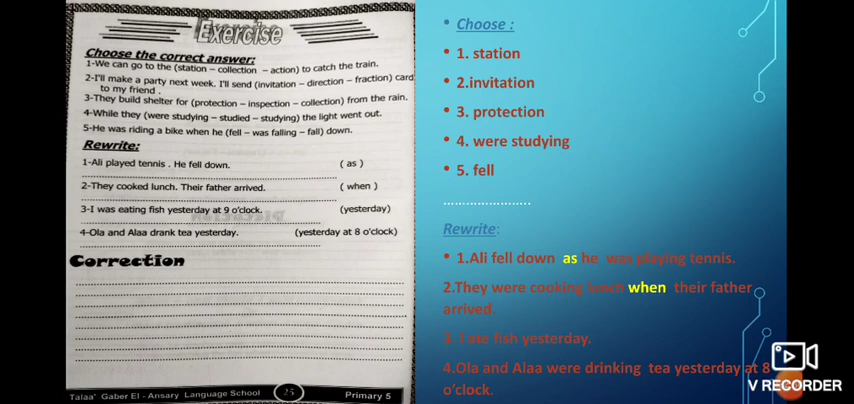 Exercise
Choose the correct answer:
1-We can go to the (station – collection – action) to catch the train.
2-I'll make a party next week. I'll send (invitation – direction – fraction) card
to my friend .
3-They build shelter for (protection – inspection – collection) from the rain.
4-While they (were studying – studied – studying) the light went out.
5-He was riding a bike when he (fell – was falling – fall) down.
Rewrite:
1-Ali played tennis . He fell down. ( as )
2-They cooked lunch. Their father arrived. ( when )
3-I was eating fish yesterday at 9 o'clock. (yesterday)
4-Ola and Alaa drank tea yesterday. (yesterday at 8 o'clock)
Correction
Talaa' Gaber El - Ansary Language School 25 Primary 5
Choose :
1. station
2.invitation
3. protection
4. were studying
5. fell
.......................
Rewrite:
1.Ali fell down as he was playing tennis.
2.They were cooking lunch when their father
arrived.
3- I ate fish yesterday.
4.Ola and Alaa were drinking tea yesterday at 8
o'clock.
V RECORDER